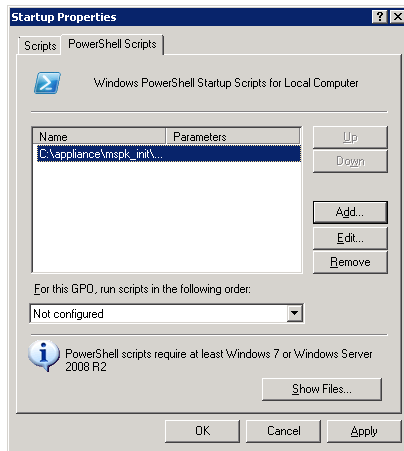 Startup Properties
Scripts
PowerShell Scripts
Windows PowerShell Startup Scripts for Local Computer
Name Parameters
C:\appliance\mspk_init\...
Up
Down
Add...
Edit...
Remove
For this GPO, run scripts in the following order:
Not configured
PowerShell scripts require at least Windows 7 or Windows Server
2008 R2
Show Files...
OK Cancel Apply